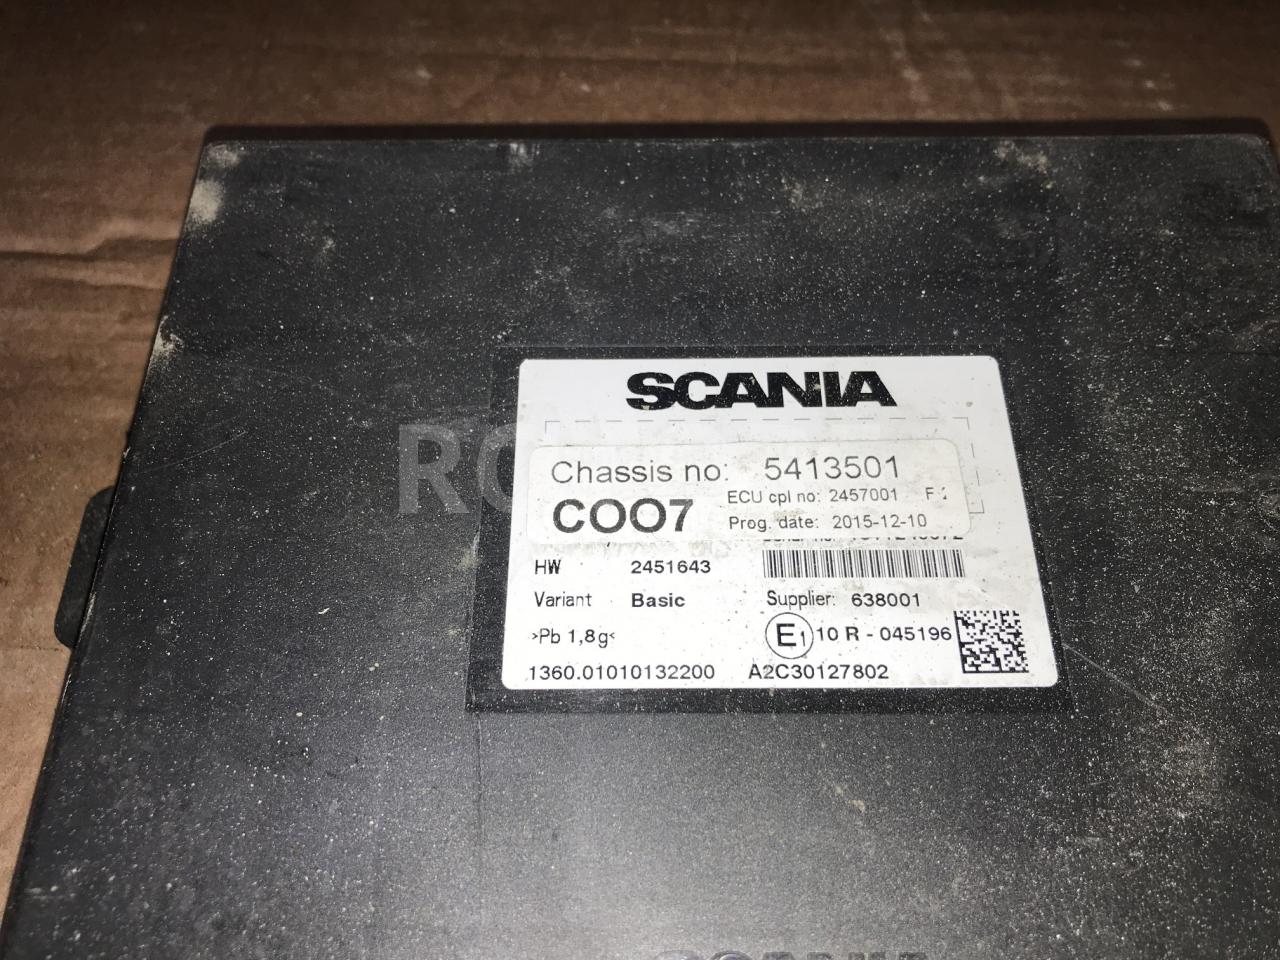 SCANIA
Chassis no: 5413501
COO7 ECU cpl no: 2457001
Prog. date: 2015-12-10
HW 2451643
Variant Basic Supplier: 638001
>Pb 1,8g< E1 10 R - 045196
1360.01010132200 A2C30127802